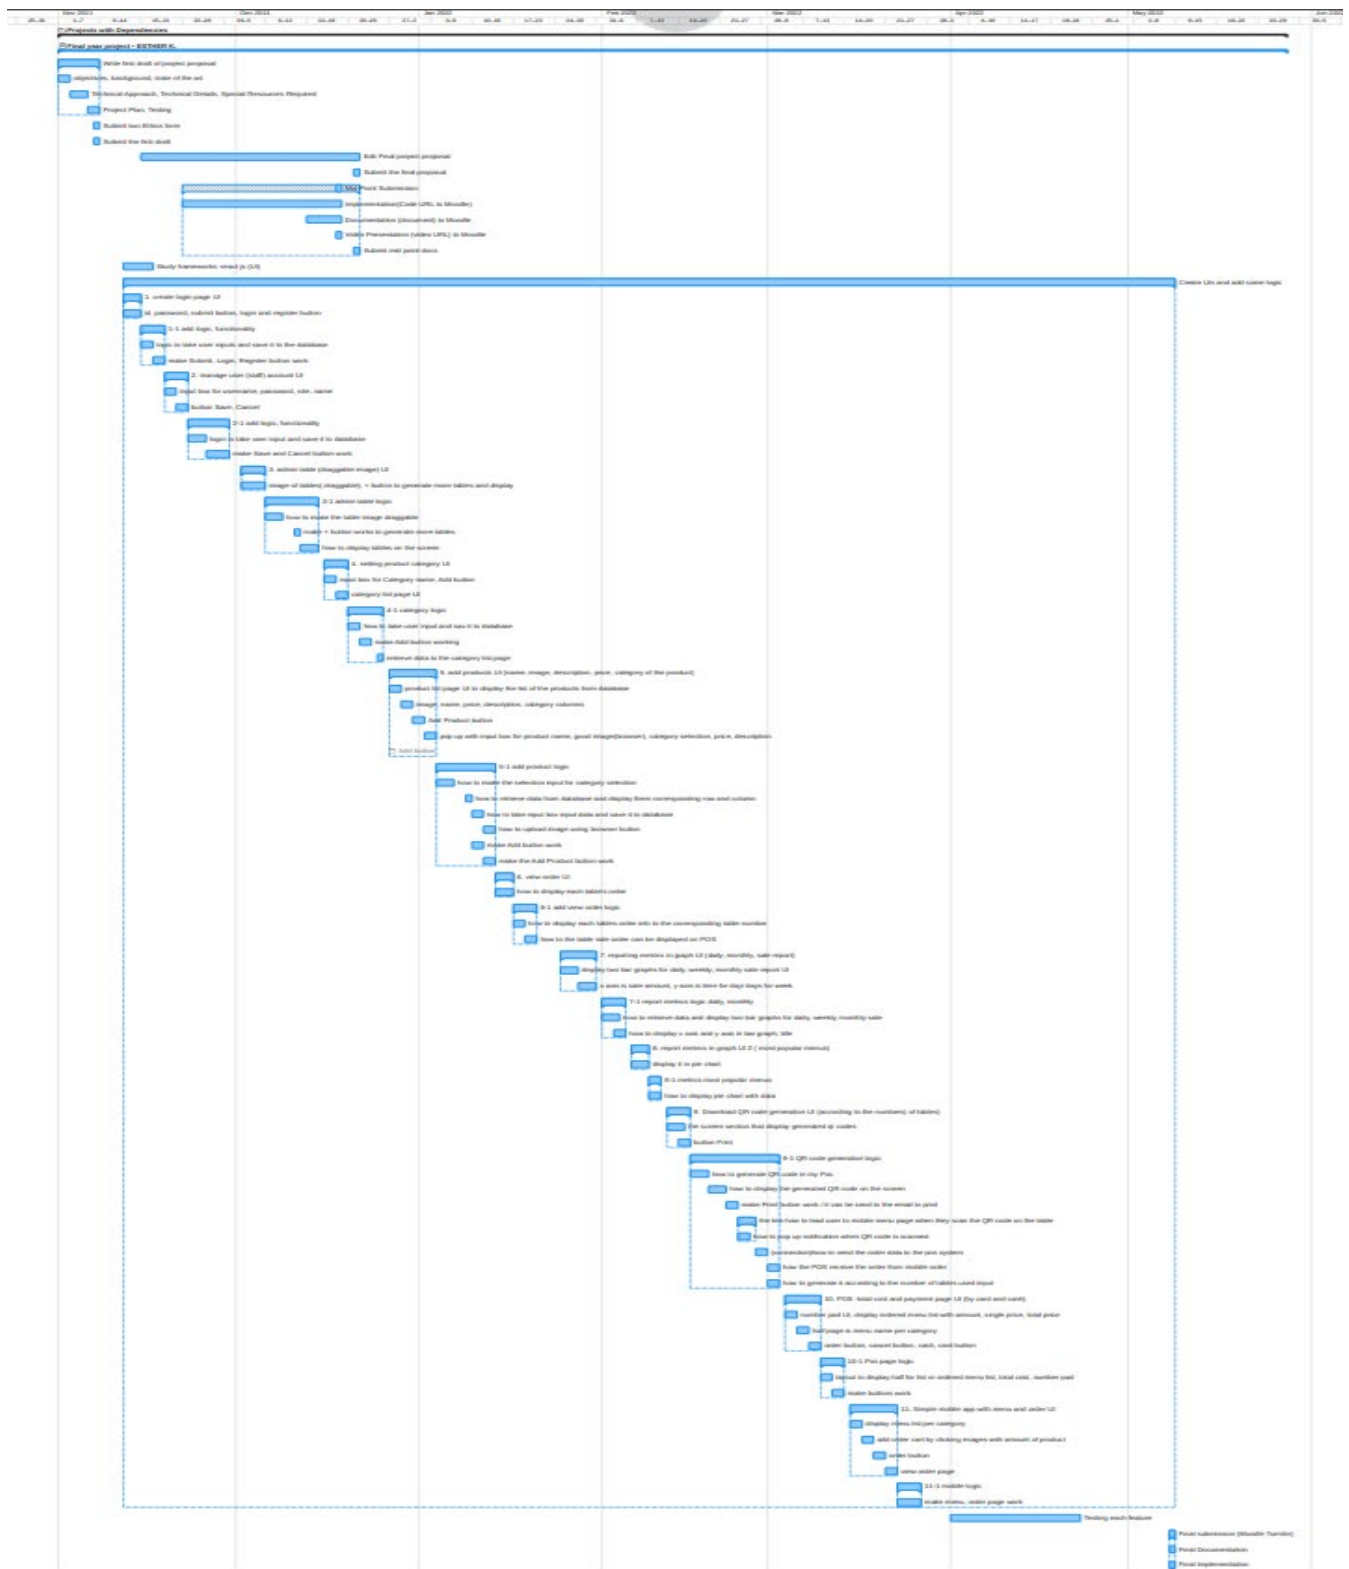 Nov 2021 Dec 2021 Jan 2022 Feb 2022 Mar 2022 Apr 2022 May 2022 Jun 2022
Projects with Dependencies
Final year project - ESTHER K.
Write first draft of project proposal
objectives, background, state of the art
Technical Approach, Technical Details, Special Resources Required
Project Plan, Testing
Submit two Ethics form
Submit the first draft
Edit Final project proposal
Submit the final proposal
Mid Point Submission
Implementation(Code URL to Moodle)
Documentation (document) to Moodle
Video Presentation (video URL) to Moodle
Submit mid point docs
Study frameworks -react js (UI)
Create UIs and add some logic
1. create login page UI
id, password, submit button, login and register button
1-1 add logic, functionality
logic to take user inputs and save it to the database
make Submit, Login, Register button work
2. manage user (staff) account UI
input box for username, password, role, name
button Save, Cancel
2-1 add logic, functionality
logic to take user input and save it to database
make Save and Cancel button work
3. admin table (draggable image) UI
image of tables( draggable), + button to generate more tables and display
3-1 admin table logic
how to make the table image draggable
make + button works to generate more tables
how to display tables on the screen
4. setting product category UI
input box for Category name, Add button
category list page UI
4-1 category logic
how to take user input and sav it to database
make Add button working
retrieve data to the category list page
5. add products UI (name, image, description, price, category of the product)
product list page UI to display the list of the products from database
image, name, price, description, category columns
Add Product button
pop up with input box for product name, good image(browser), category selection, price, description
Add button
5-1 add product logic
how to make the selection input for category selection
how to retrieve data from database and display them corresponding row and column
how to take input box input data and save it to database
how to upload image using browser button
make Add button work
make the Add Product button work
6. view order UI
how to display each tables order
6-1 add view order logic
how to display each tables order info to the corresponding table number
how to the table side order can be displayed on POS
7. reporting metrics in graph UI (daily, monthly, sale report)
display two bar graphs for daily, weekly, monthly sale report UI
x axis is sale amount, y axis is time for day/ days for week
7-1 report metrics logic daily, monthly
how to retrieve data and display two bar graphs for daily, weekly, monthly sale
how to display x axis and y axis in bar graph, title
8. report metrics in graph UI 2 ( most popular menus)
display it in pie chart
8-1 metrics most popular menus
how to display pie chart with data
9. Download QR code generation UI (according to the numbers) of tables)
the screen section that display generated qr codes
button Print
9-1 QR code generation logic
how to generate QR code in my Pos
how to display the generated QR code on the screen
make Print button work / it can be send to the email to print
the link how to lead user to mobile menu page when they scan the QR code on the table
how to pop up notification when QR code is scanned
(connection)how to send the order data to the pos system
how the POS receive the order from mobile order
how to generate it according to the number of tables used input
10. POS -total cost and payment page UI (by card and cash)
number pad UI, display ordered menu list with amount, single price, total price
half page is menu name per category
order button, cancel button, cash, card button
10-1 Pos page logic
layout to display half for list or ordered menu list, total cost, number pad
make buttons work
11. Simple mobile app with menu and order UI
display menu list per category
add order cart by clicking images with amount of product
order button
view order page
11-1 mobile logic
make menu, order page work
Testing each feature
Final submission (Moodle Turnitin)
Final Documentation
Final Implementation